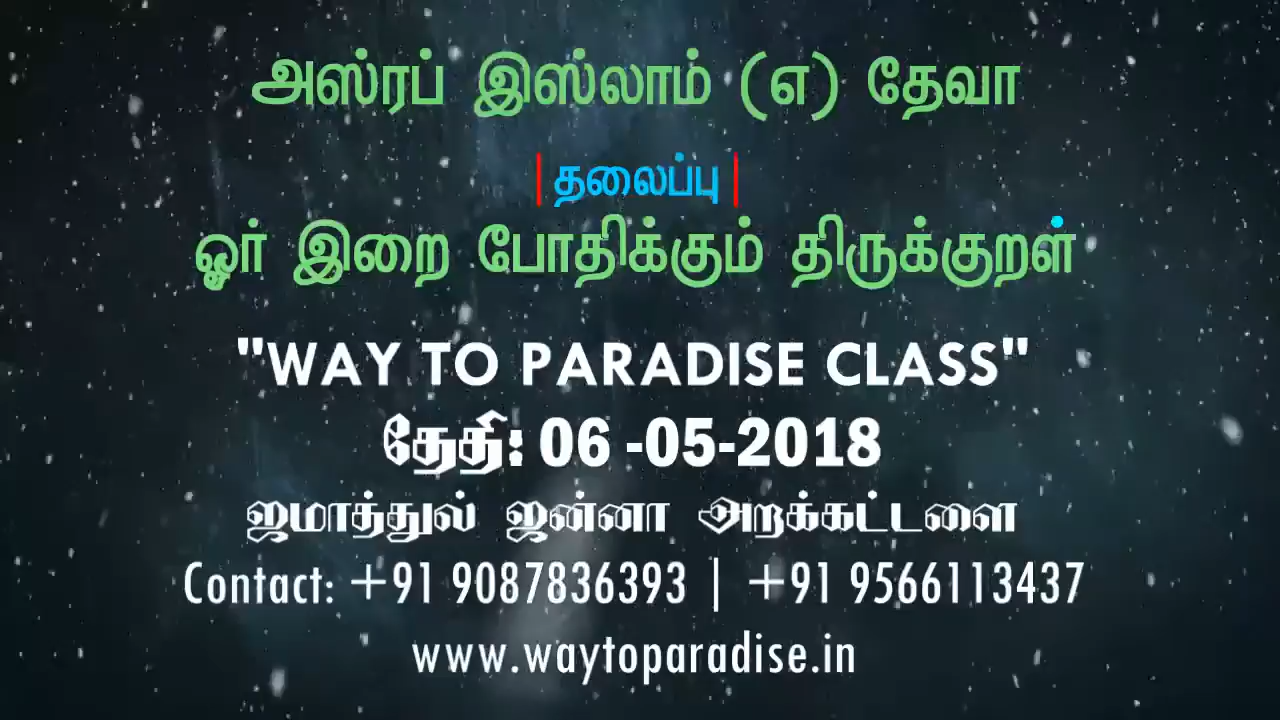 அஸ்ரப் இஸ்லாம் (எ) தேவா
|தலைப்பு|
ஓர் இறை போதிக்கும் திருக்குறள்
"WAY TO PARADISE CLASS"
தேதி: 06 -05-2018
ஜமாத்துல் ஜன்னா அறக்கட்டளை
Contact: +91 9087836393 | +91 9566113437
www.waytoparadise.in